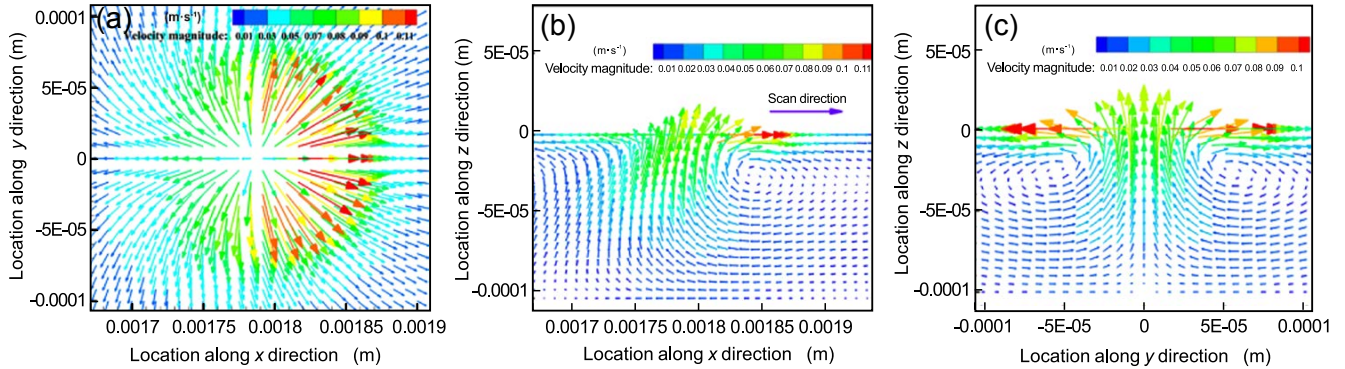 (a)
(m·s⁻¹)
Velocity magnitude: 0.01 0.03 0.05 0.07 0.08 0.09 0.1 0.11
0.0001
5E-05
0
-5E-05
-0.0001
Location along y direction (m)
0.0017 0.00175 0.0018 0.00185 0.0019
Location along x direction (m)
(b)
(m·s⁻¹)
Velocity magnitude: 0.01 0.02 0.03 0.04 0.05 0.06 0.07 0.08 0.09 0.1 0.11
Scan direction
5E-05
0
-5E-05
-0.0001
Location along z direction (m)
0.0017 0.00175 0.0018 0.00185 0.0019
Location along x direction (m)
(c)
(m·s⁻¹)
Velocity magnitude: 0.01 0.02 0.03 0.04 0.05 0.06 0.07 0.08 0.09 0.1
5E-05
0
-5E-05
-0.0001
Location along z direction (m)
-0.0001 -5E-05 0 5E-05 0.0001
Location along y direction (m)